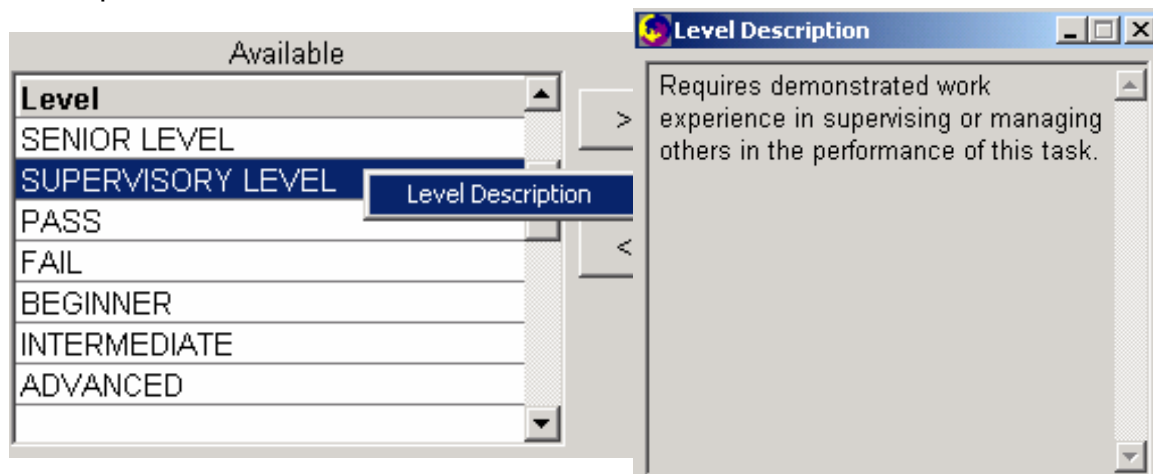 Available
Level
SENIOR LEVEL
SUPERVISORY LEVEL
Level Description
PASS
FAIL
BEGINNER
INTERMEDIATE
ADVANCED
>
<
Level Description
Requires demonstrated work
experience in supervising or managing
others in the performance of this task.